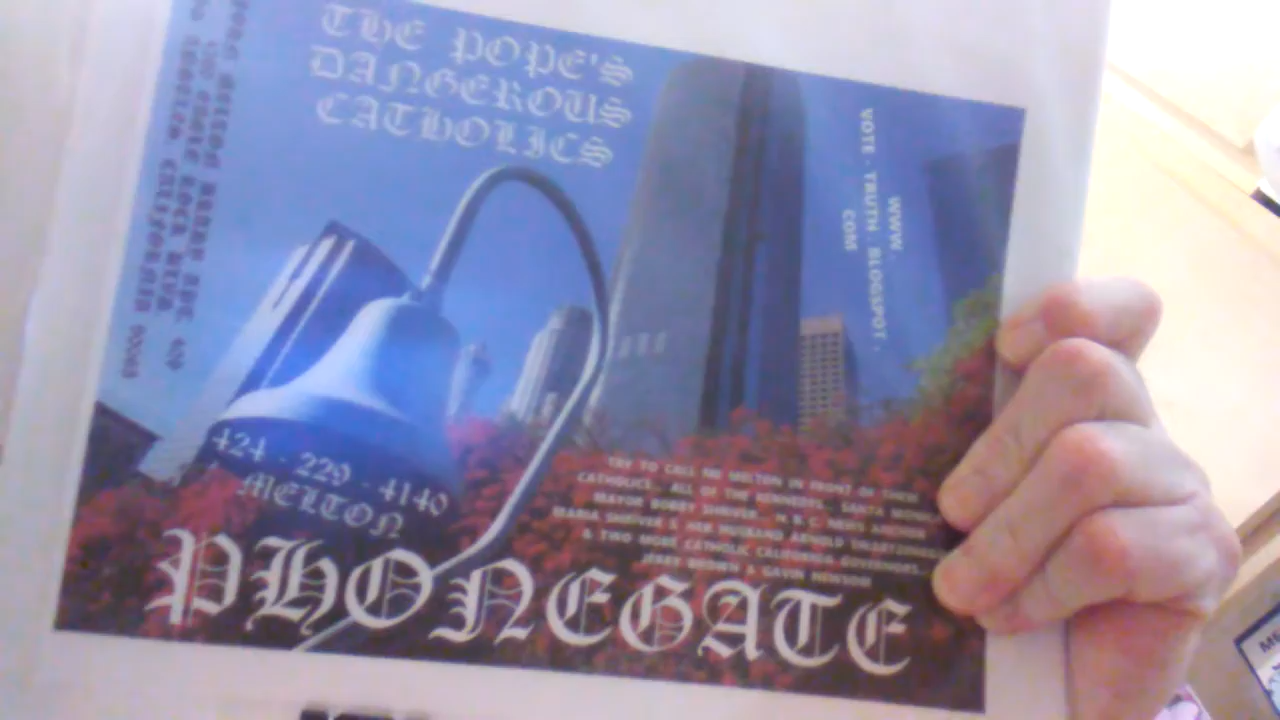 THE POPE'S
DANGEROUS
CATHOLICS
WWW.
VOTE. TRUTH. BLOGSPOT.
COM
424-229-4140
MELTON
TRY TO CALL ME MELTON IN FRONT OF THESE
CATHOLICS.. ALL OF THE KENNEDYS.. SANTA MONICA
MAYOR BOBBY SHRIVER.. N.B.C. NEWS ANCHOR
MARIA SHRIVER & HER HUSBAND ARNOLD
& TWO MORE CATHOLIC CALIFORNIA GOVERNORS..
JERRY BROWN & GAVIN NEWSOM
PHONEGATE